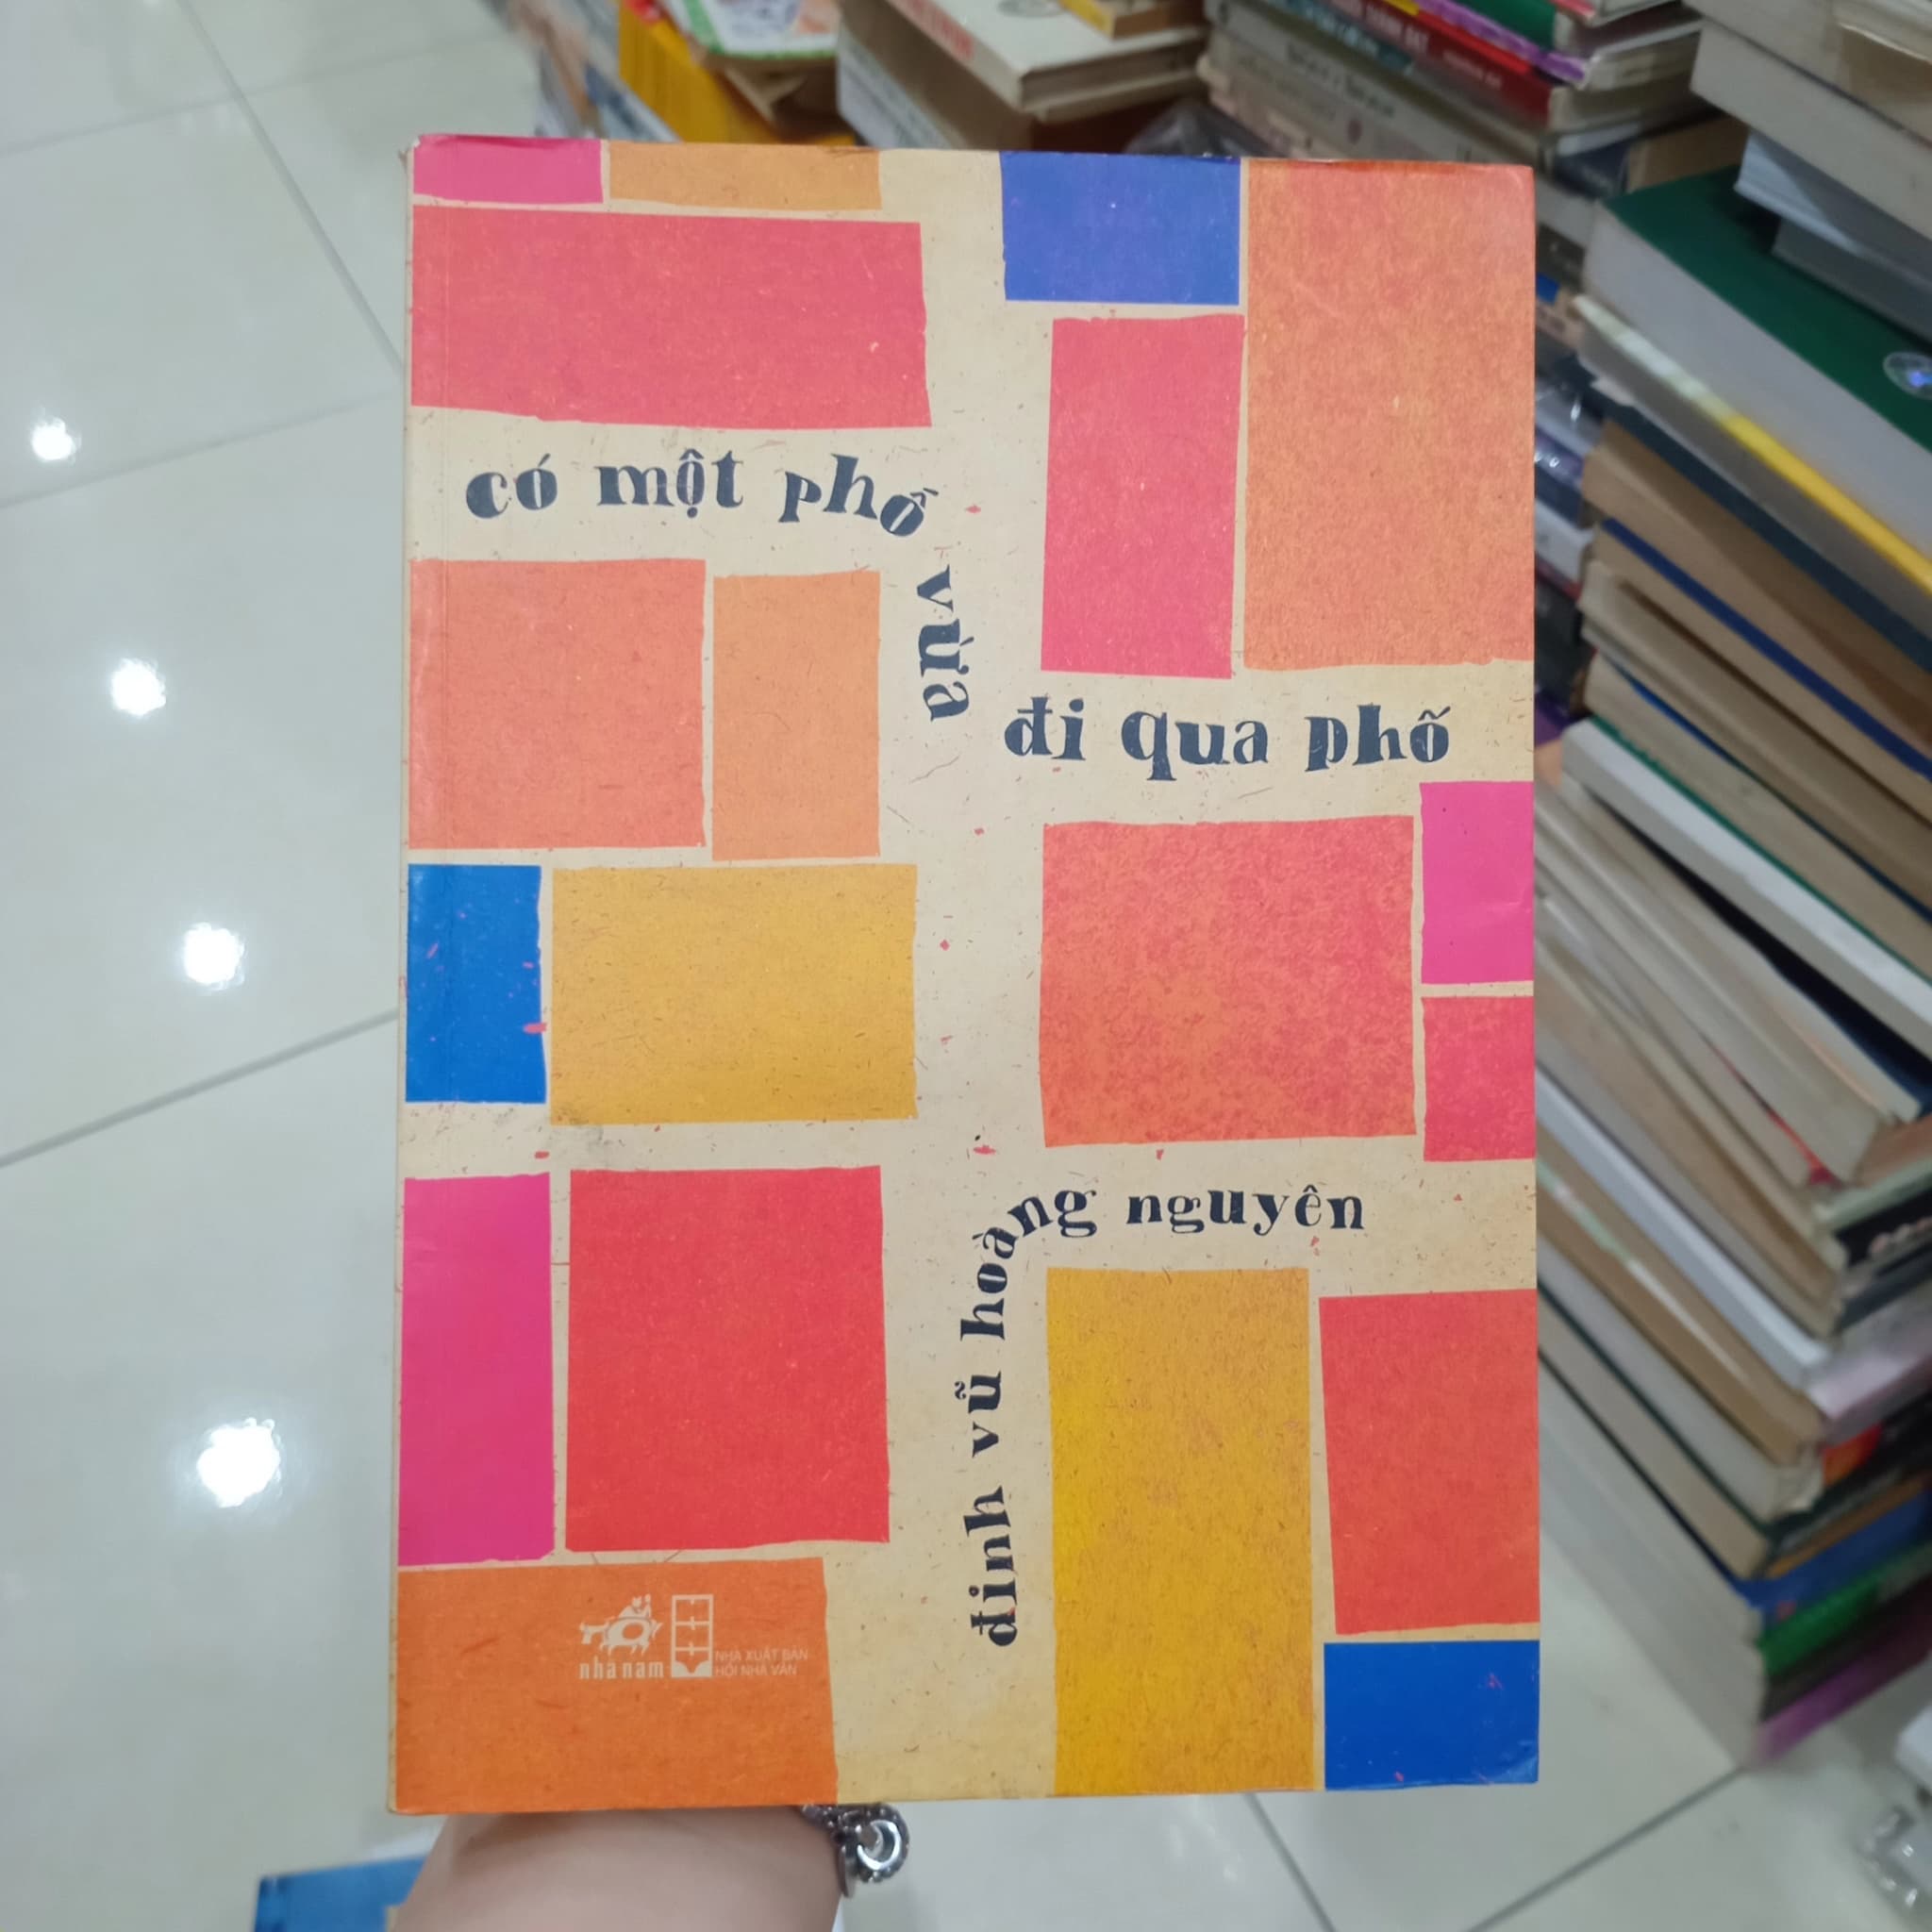 có một phố
vừa
đi qua phố
đinh vũ hoàng nguyên
nhã nam
NHÀ XUẤT BẢN
HỘI NHÀ VĂN